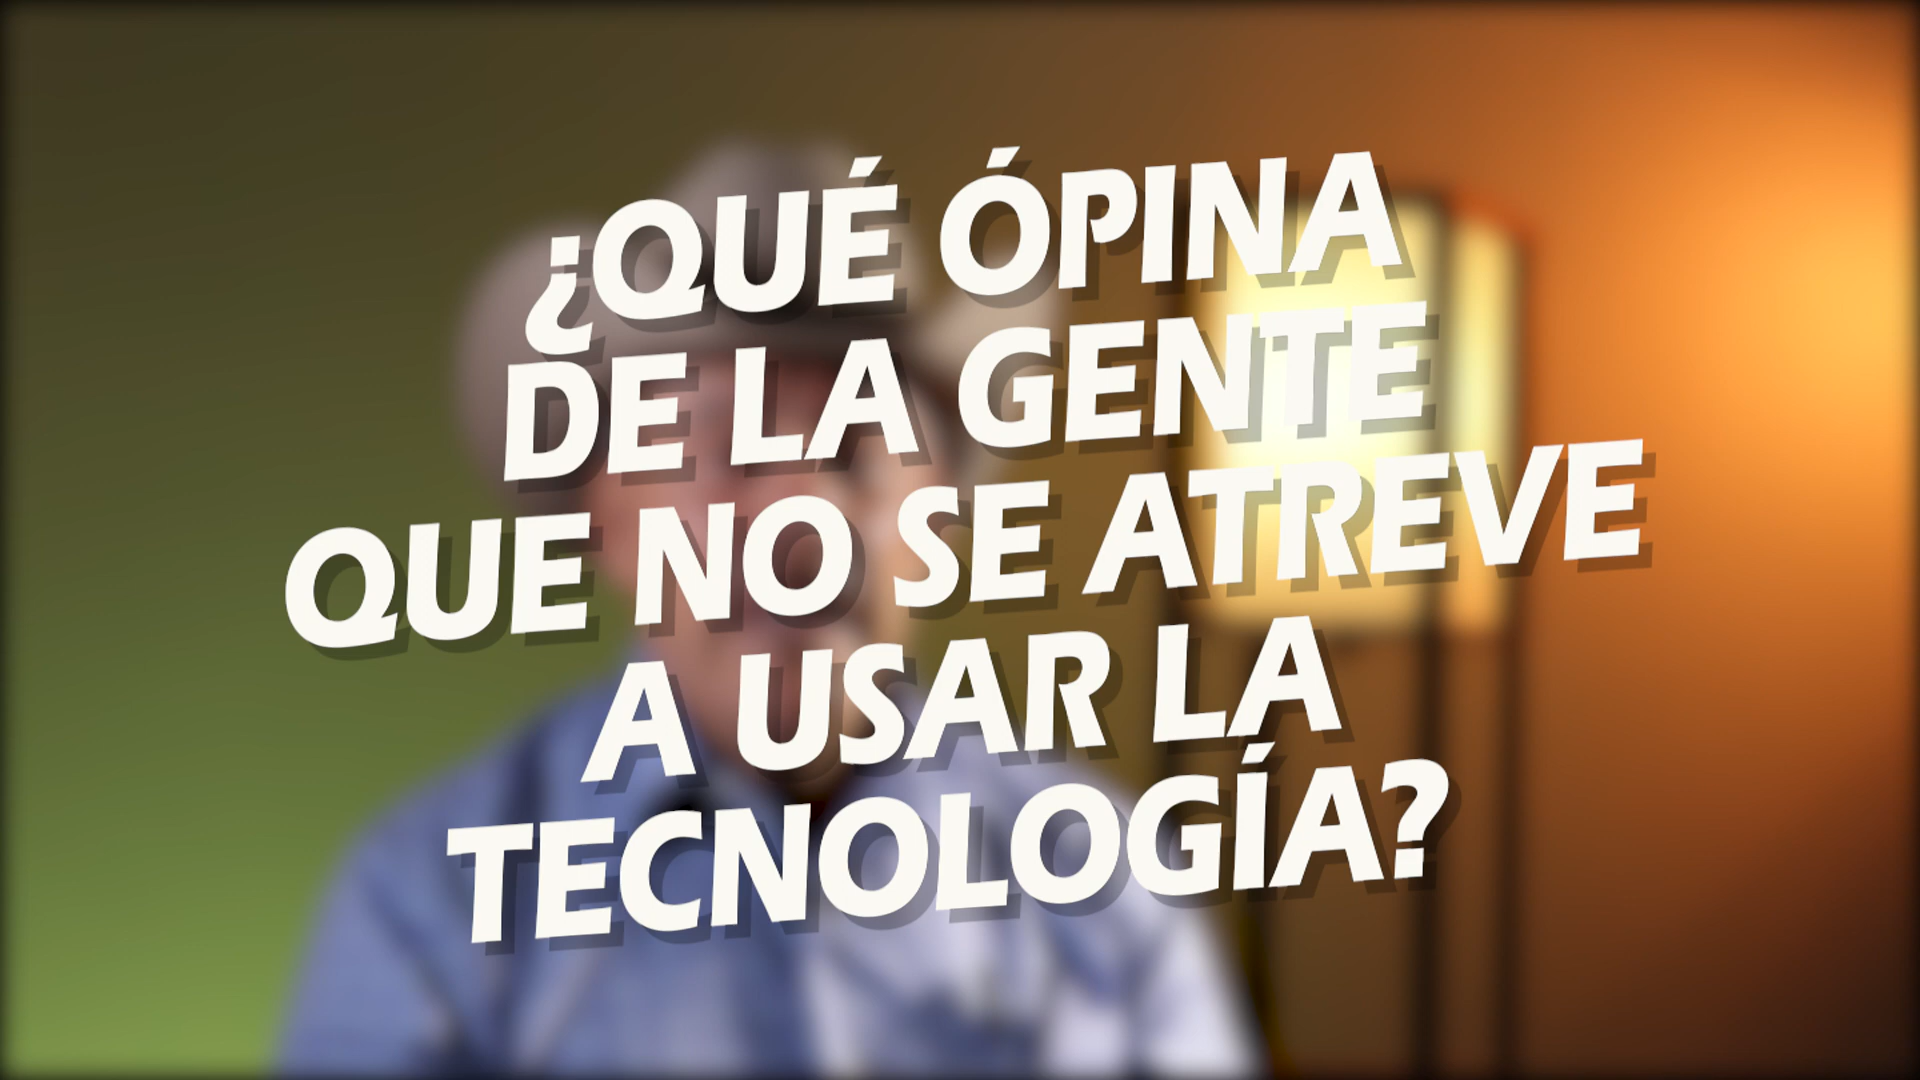 ¿QUÉ ÓPINA
DE LA GENTE
QUE NO SE ATREVE
A USAR LA
TECNOLOGÍA?